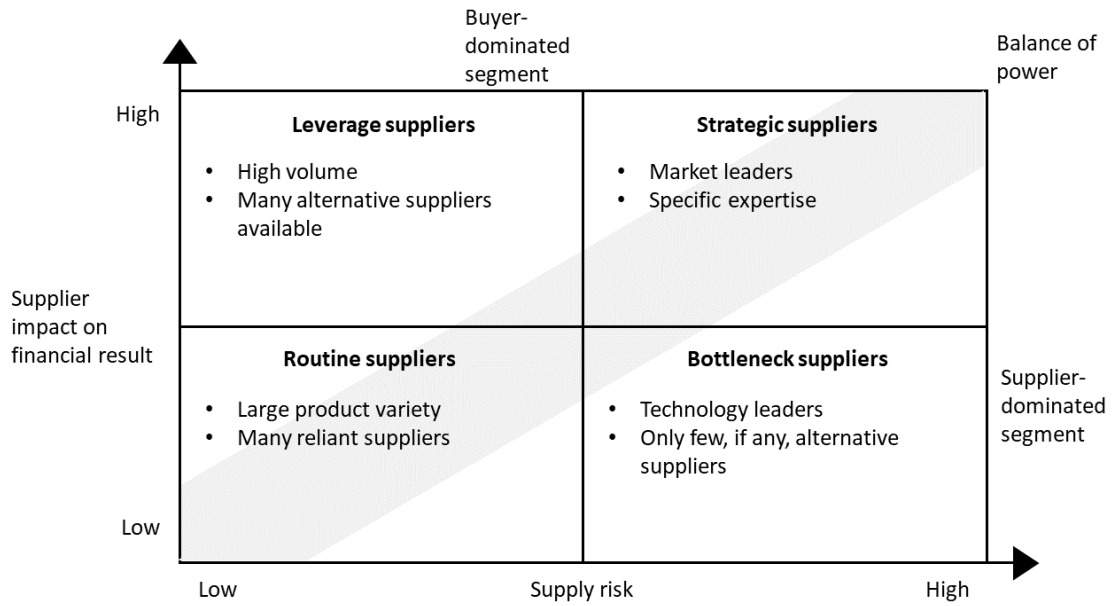 Buyer-
dominated
segment
Balance of
power
High
Leverage suppliers
• High volume
• Many alternative suppliers
available
Strategic suppliers
• Market leaders
• Specific expertise
Supplier
impact on
financial result
Routine suppliers
• Large product variety
• Many reliant suppliers
Bottleneck suppliers
• Technology leaders
• Only few, if any, alternative
suppliers
Supplier-
dominated
segment
Low
Low
Supply risk
High